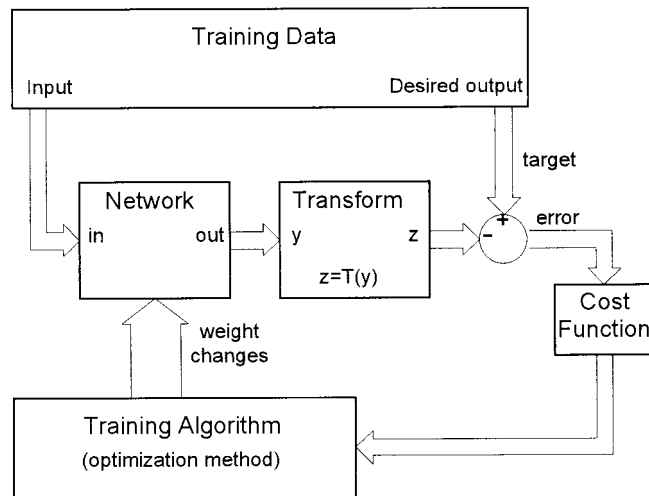 Training Data
Input
Desired output
target
Network
in
out
Transform
y
z
z=T(y)
+
-
error
Cost
Function
weight
changes
Training Algorithm
(optimization method)